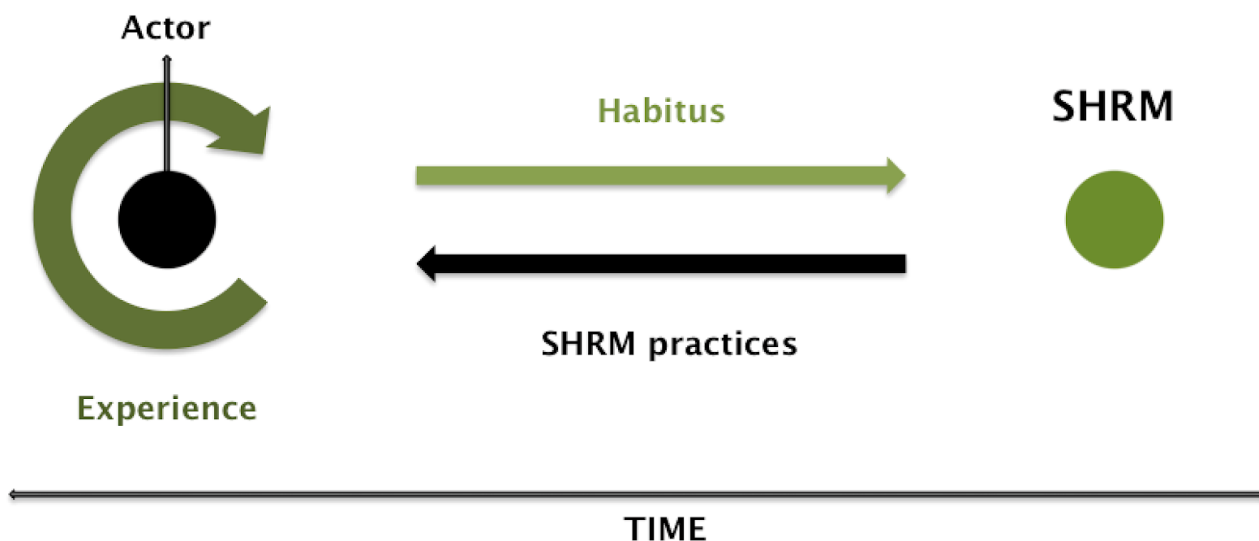 Actor
Habitus
SHRM
SHRM practices
Experience
TIME